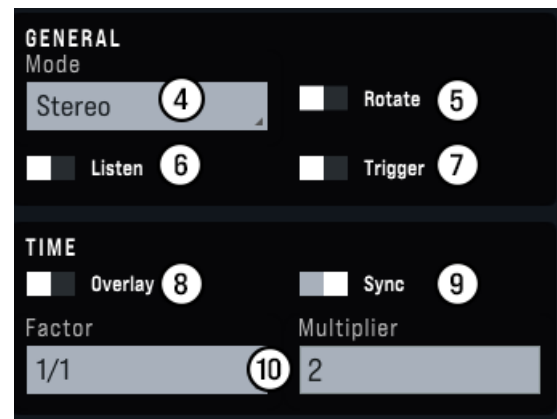 GENERAL
Mode
Stereo 4 Rotate 5
Listen 6 Trigger 7
TIME
Overlay 8 Sync 9
Factor Multiplier
1/1 10 2